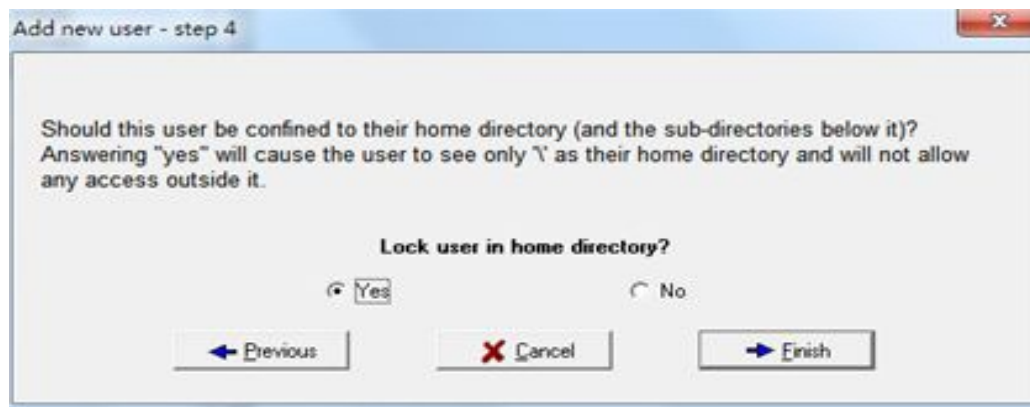 Add new user - step 4
Should this user be confined to their home directory (and the sub-directories below it)?
Answering "yes" will cause the user to see only '\' as their home directory and will not allow
any access outside it.
Lock user in home directory?
Yes No
Previous Cancel Finish